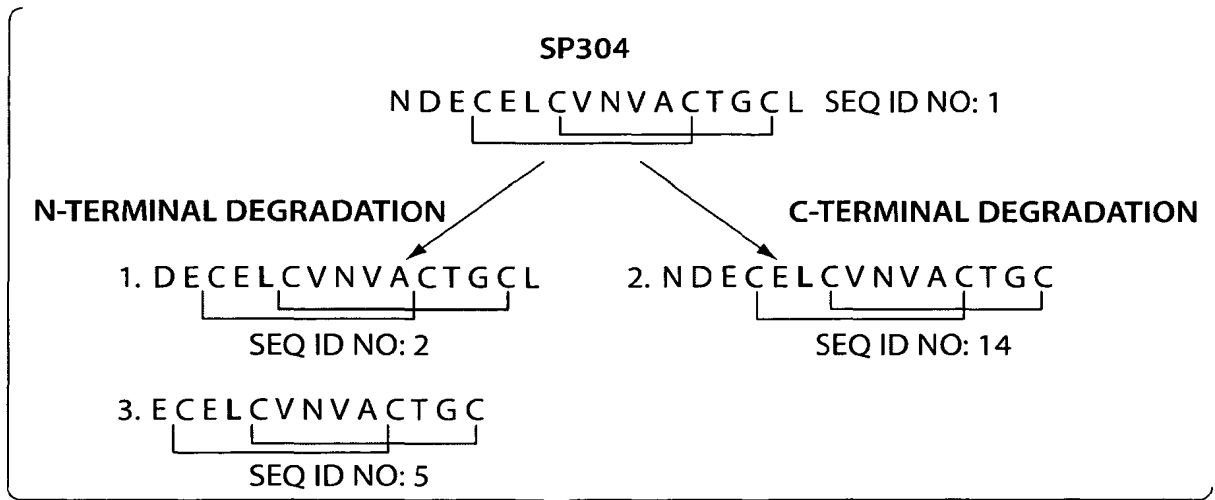 SP304
N D E C E L C V N V A C T G C L SEQ ID NO: 1
N-TERMINAL DEGRADATION
1. D E C E L C V N V A C T G C L
SEQ ID NO: 2
3. E C E L C V N V A C T G C
SEQ ID NO: 5
C-TERMINAL DEGRADATION
2. N D E C E L C V N V A C T G C
SEQ ID NO: 14